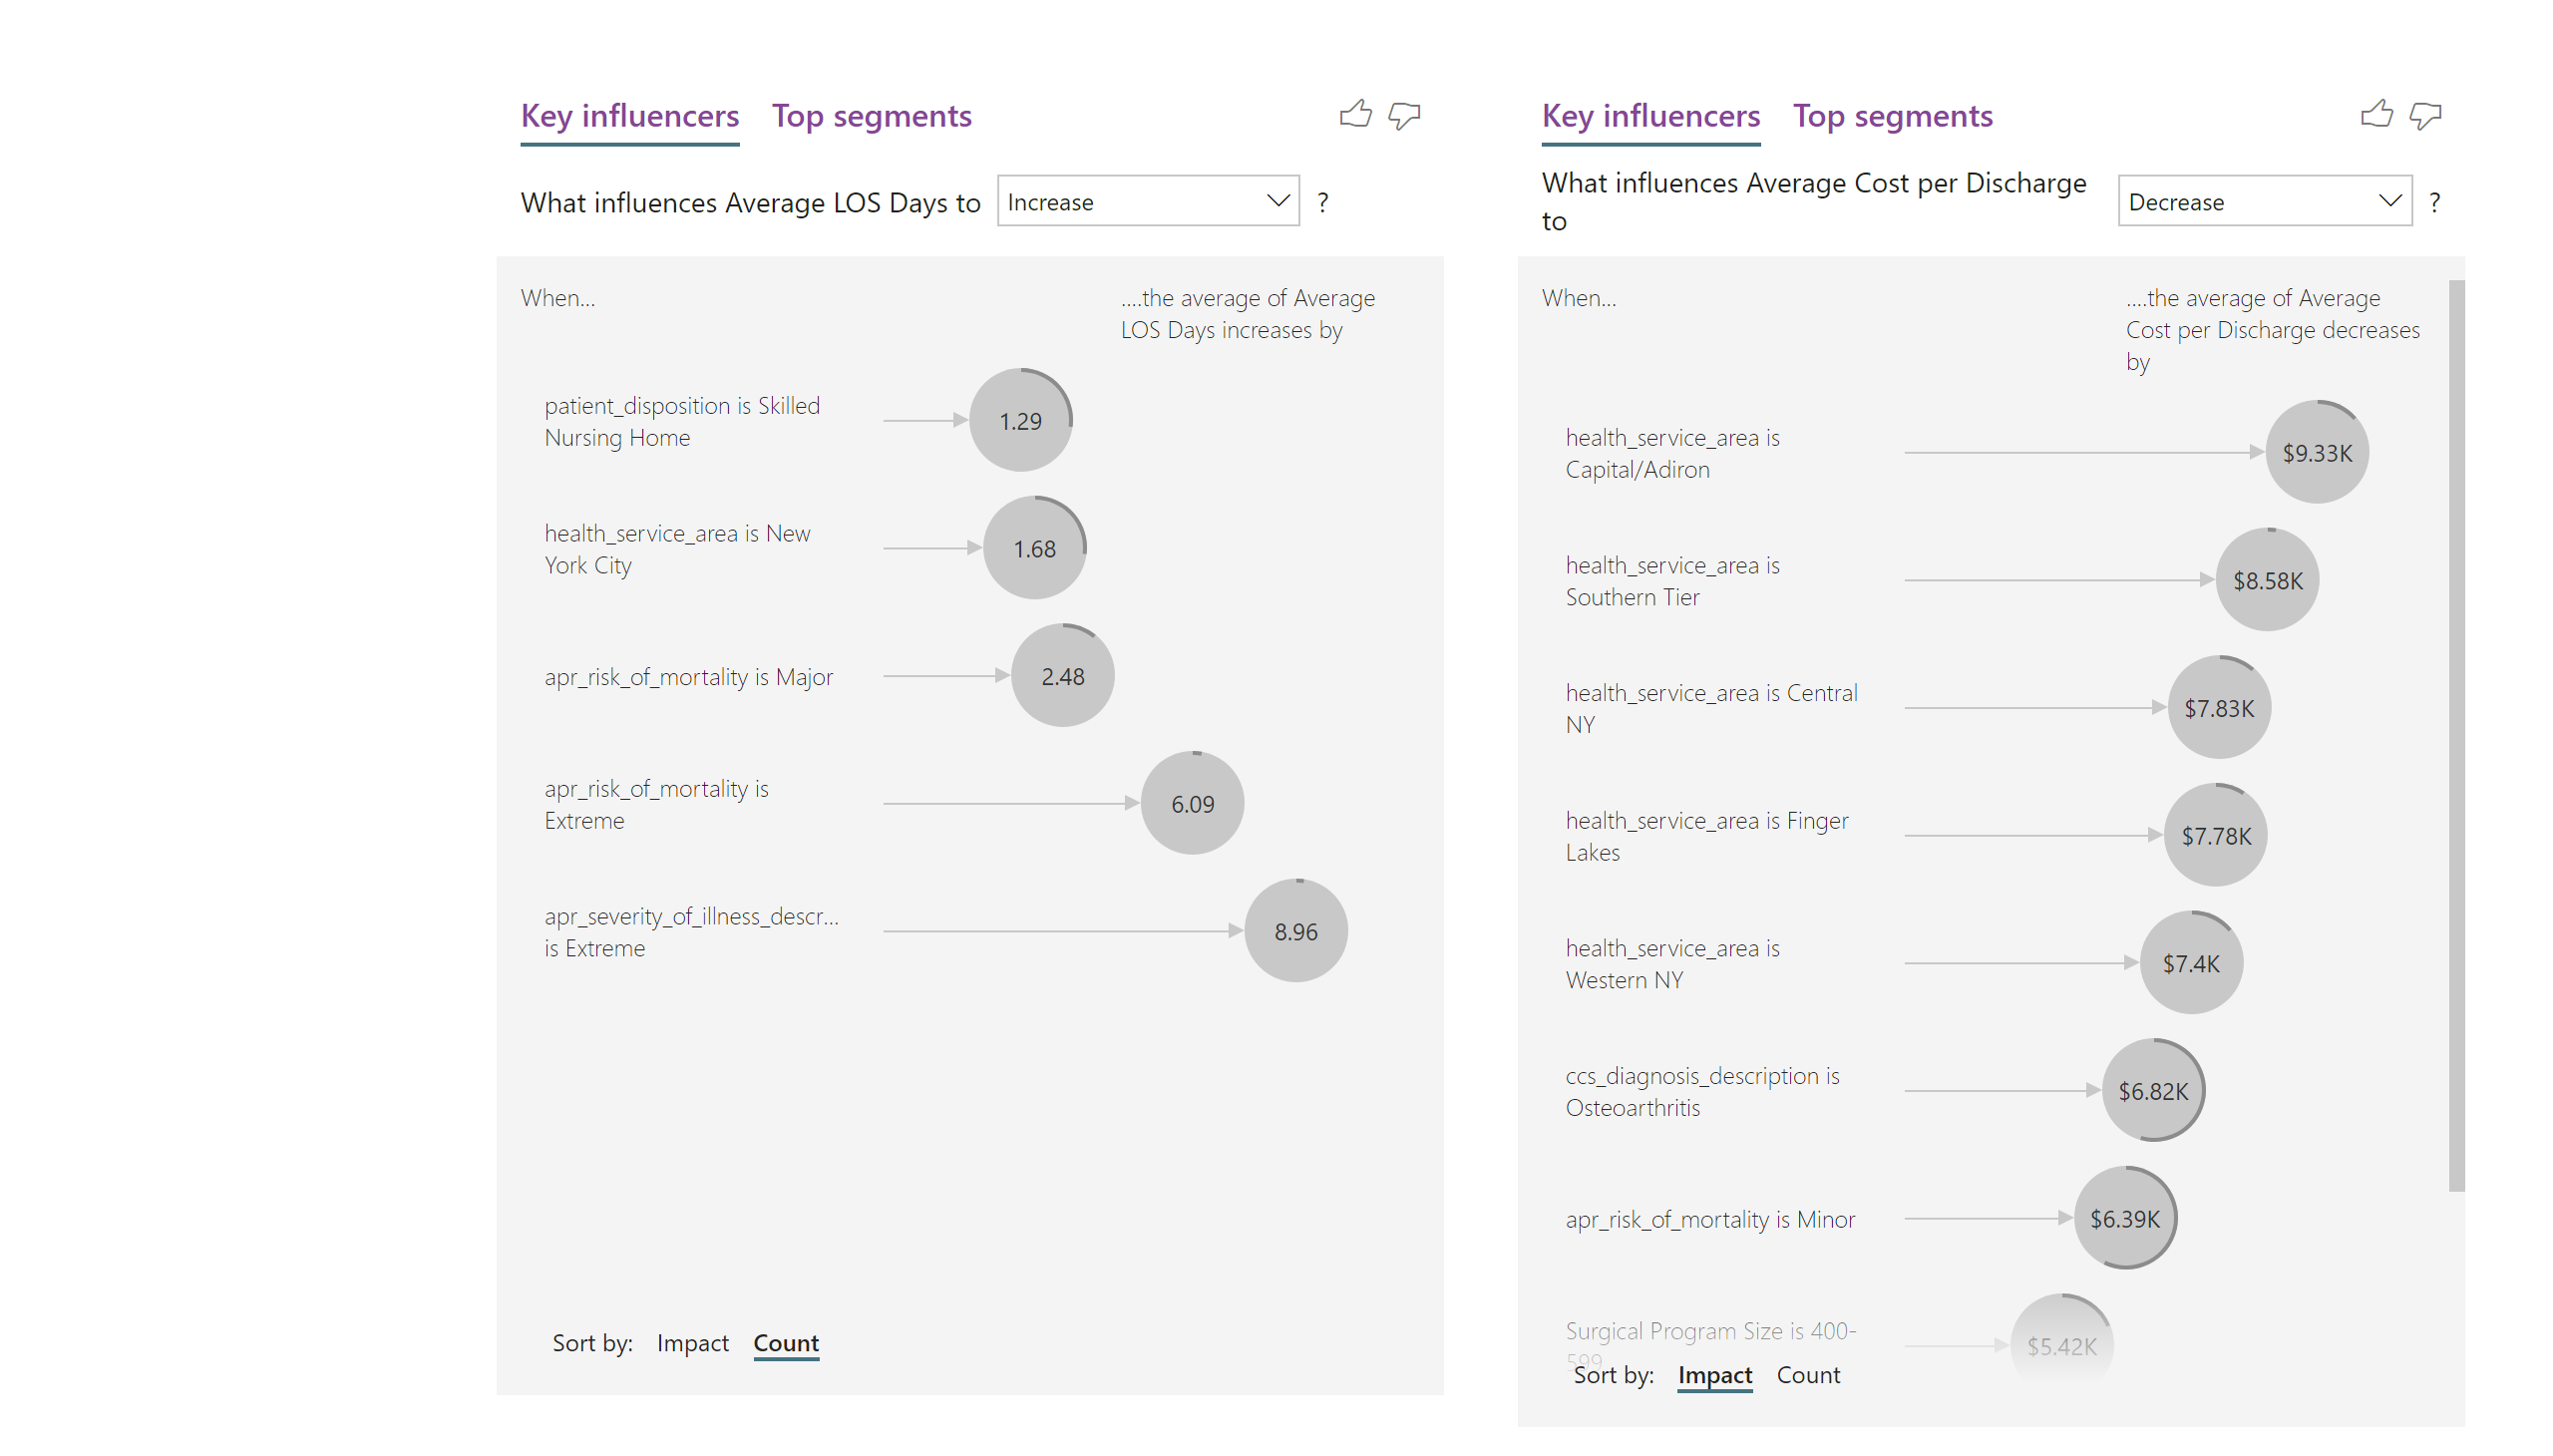 Key influencers Top segments
What influences Average LOS Days to Increase ?
When...
....the average of Average
LOS Days increases by
patient_disposition is Skilled
Nursing Home
1.29
health_service_area is New
York City
1.68
apr_risk_of_mortality is Major
2.48
apr_risk_of_mortality is
Extreme
6.09
apr_severity_of_illness_descr...
is Extreme
8.96
Sort by: Impact Count
Key influencers Top segments
What influences Average Cost per Discharge
to
Decrease ?
When...
....the average of Average
Cost per Discharge decreases
by
health_service_area is
Capital/Adiron
$9.33K
health_service_area is
Southern Tier
$8.58K
health_service_area is Central
NY
$7.83K
health_service_area is Finger
Lakes
$7.78K
health_service_area is
Western NY
$7.4K
ccs_diagnosis_description is
Osteoarthritis
$6.82K
apr_risk_of_mortality is Minor
$6.39K
Surgical Program Size is 400-
599
$5.42K
Sort by: Impact Count